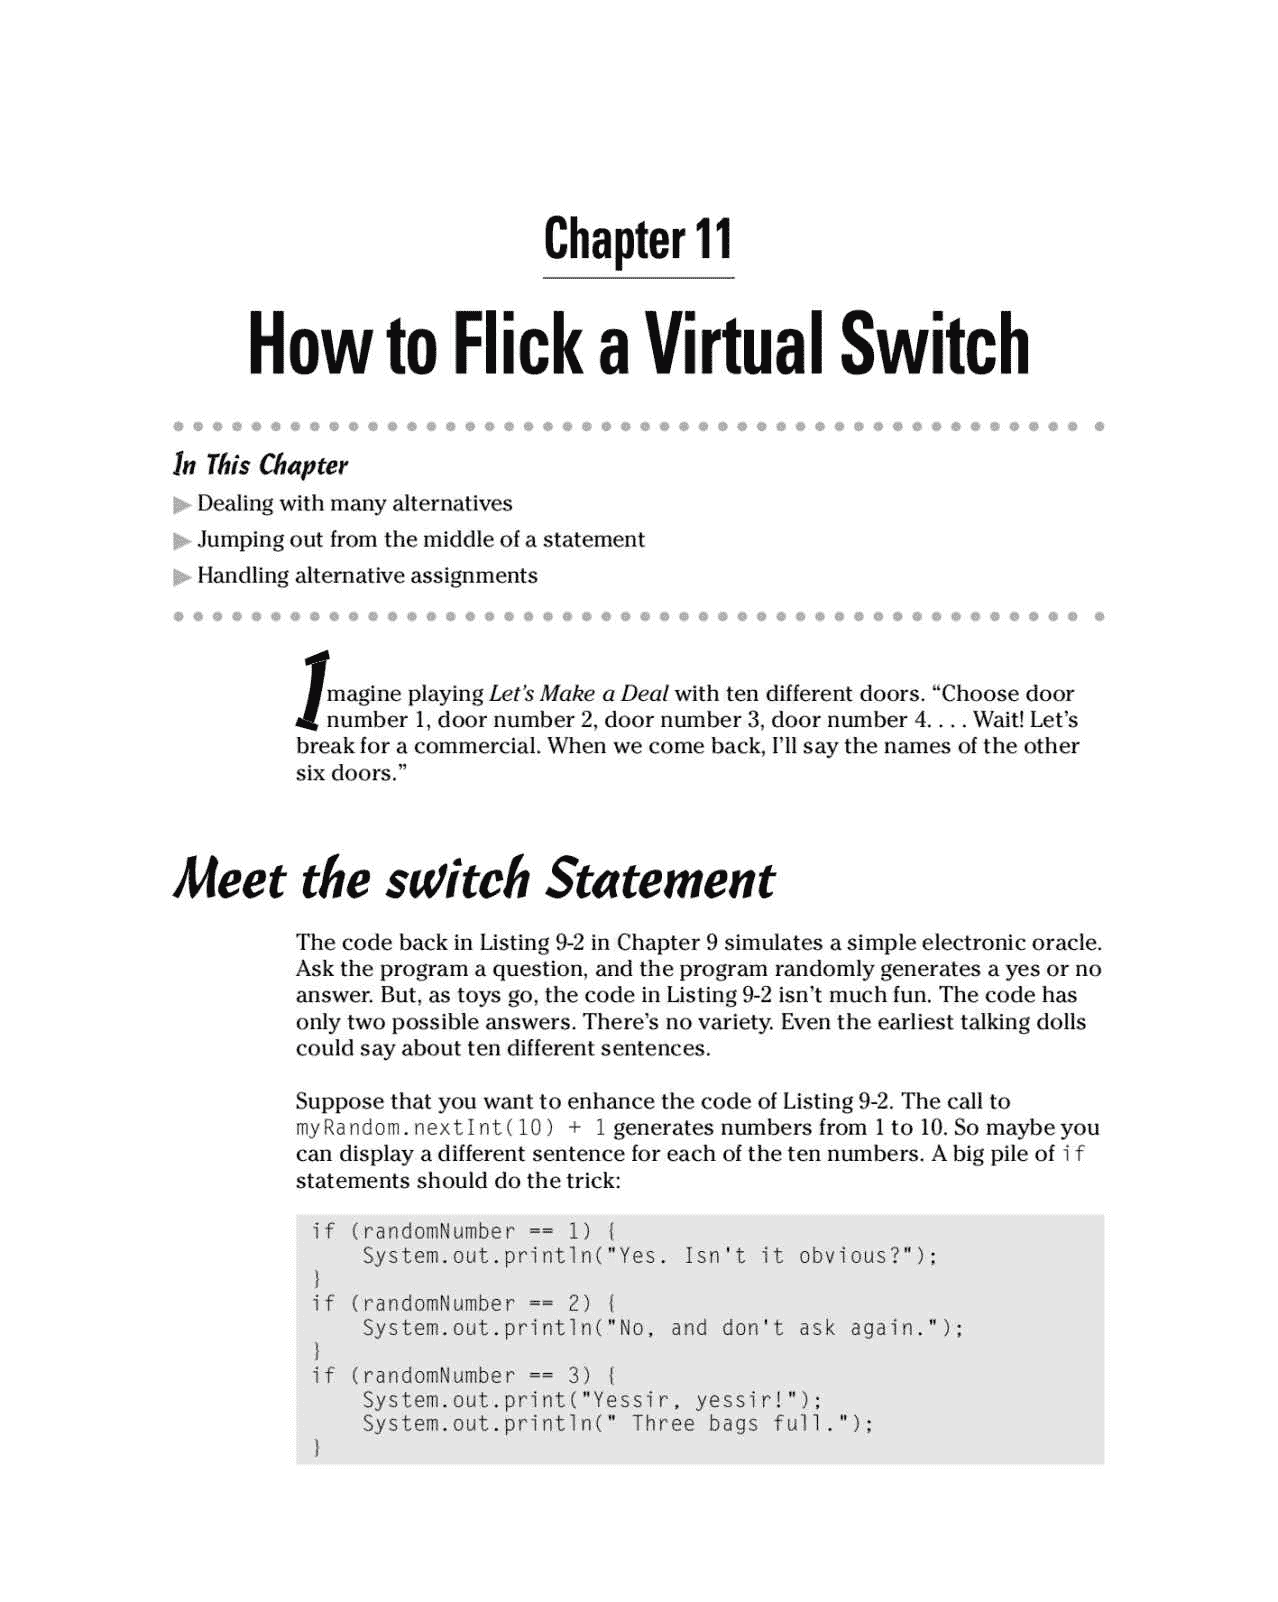 Chapter 11
How to Flick a Virtual Switch
In This Chapter
▶ Dealing with many alternatives
▶ Jumping out from the middle of a statement
▶ Handling alternative assignments
Imagine playing Let's Make a Deal with ten different doors. “Choose door
number 1, door number 2, door number 3, door number 4. . . . Wait! Let's
break for a commercial. When we come back, I'll say the names of the other
six doors.”
Meet the switch Statement
The code back in Listing 9-2 in Chapter 9 simulates a simple electronic oracle.
Ask the program a question, and the program randomly generates a yes or no
answer. But, as toys go, the code in Listing 9-2 isn't much fun. The code has
only two possible answers. There's no variety. Even the earliest talking dolls
could say about ten different sentences.
Suppose that you want to enhance the code of Listing 9-2. The call to
myRandom.nextInt(10) + 1 generates numbers from 1 to 10. So maybe you
can display a different sentence for each of the ten numbers. A big pile of if
statements should do the trick:
if (randomNumber == 1) {
    System.out.println("Yes. Isn't it obvious?");
}
if (randomNumber == 2) {
    System.out.println("No, and don't ask again.");
}
if (randomNumber == 3) {
    System.out.print("Yessir, yessir!");
    System.out.println(" Three bags full.");
}